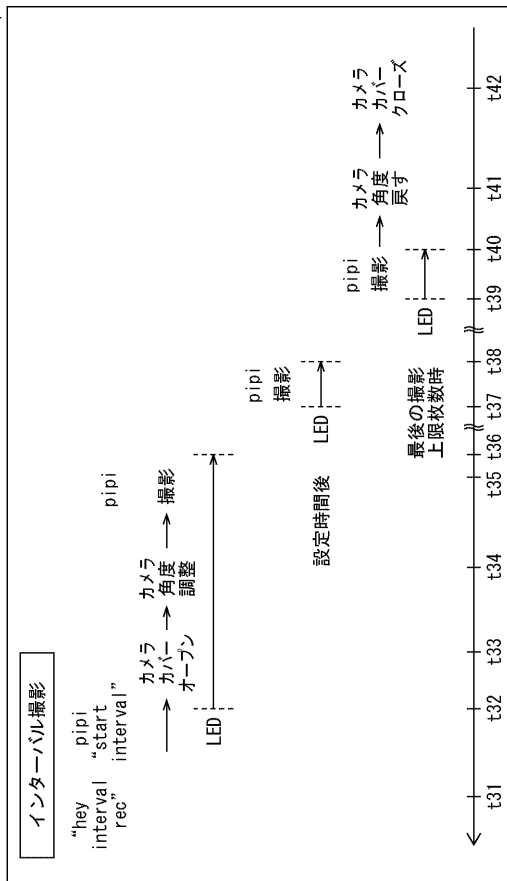 インターバル撮影
“hey
interval
rec”
pipi
“start
interval”
pipi
カメラ
カバー
オープン
カメラ
角度
調整
撮影
LED
設定時間後
pipi
撮影
LED
最後の撮影
上限枚数時
pipi
撮影
カメラ
角度
戻す
カメラ
カバー
クローズ
LED
t31
t32
t33
t34
t35
t36
t37
t38
t39
t40
t41
t42